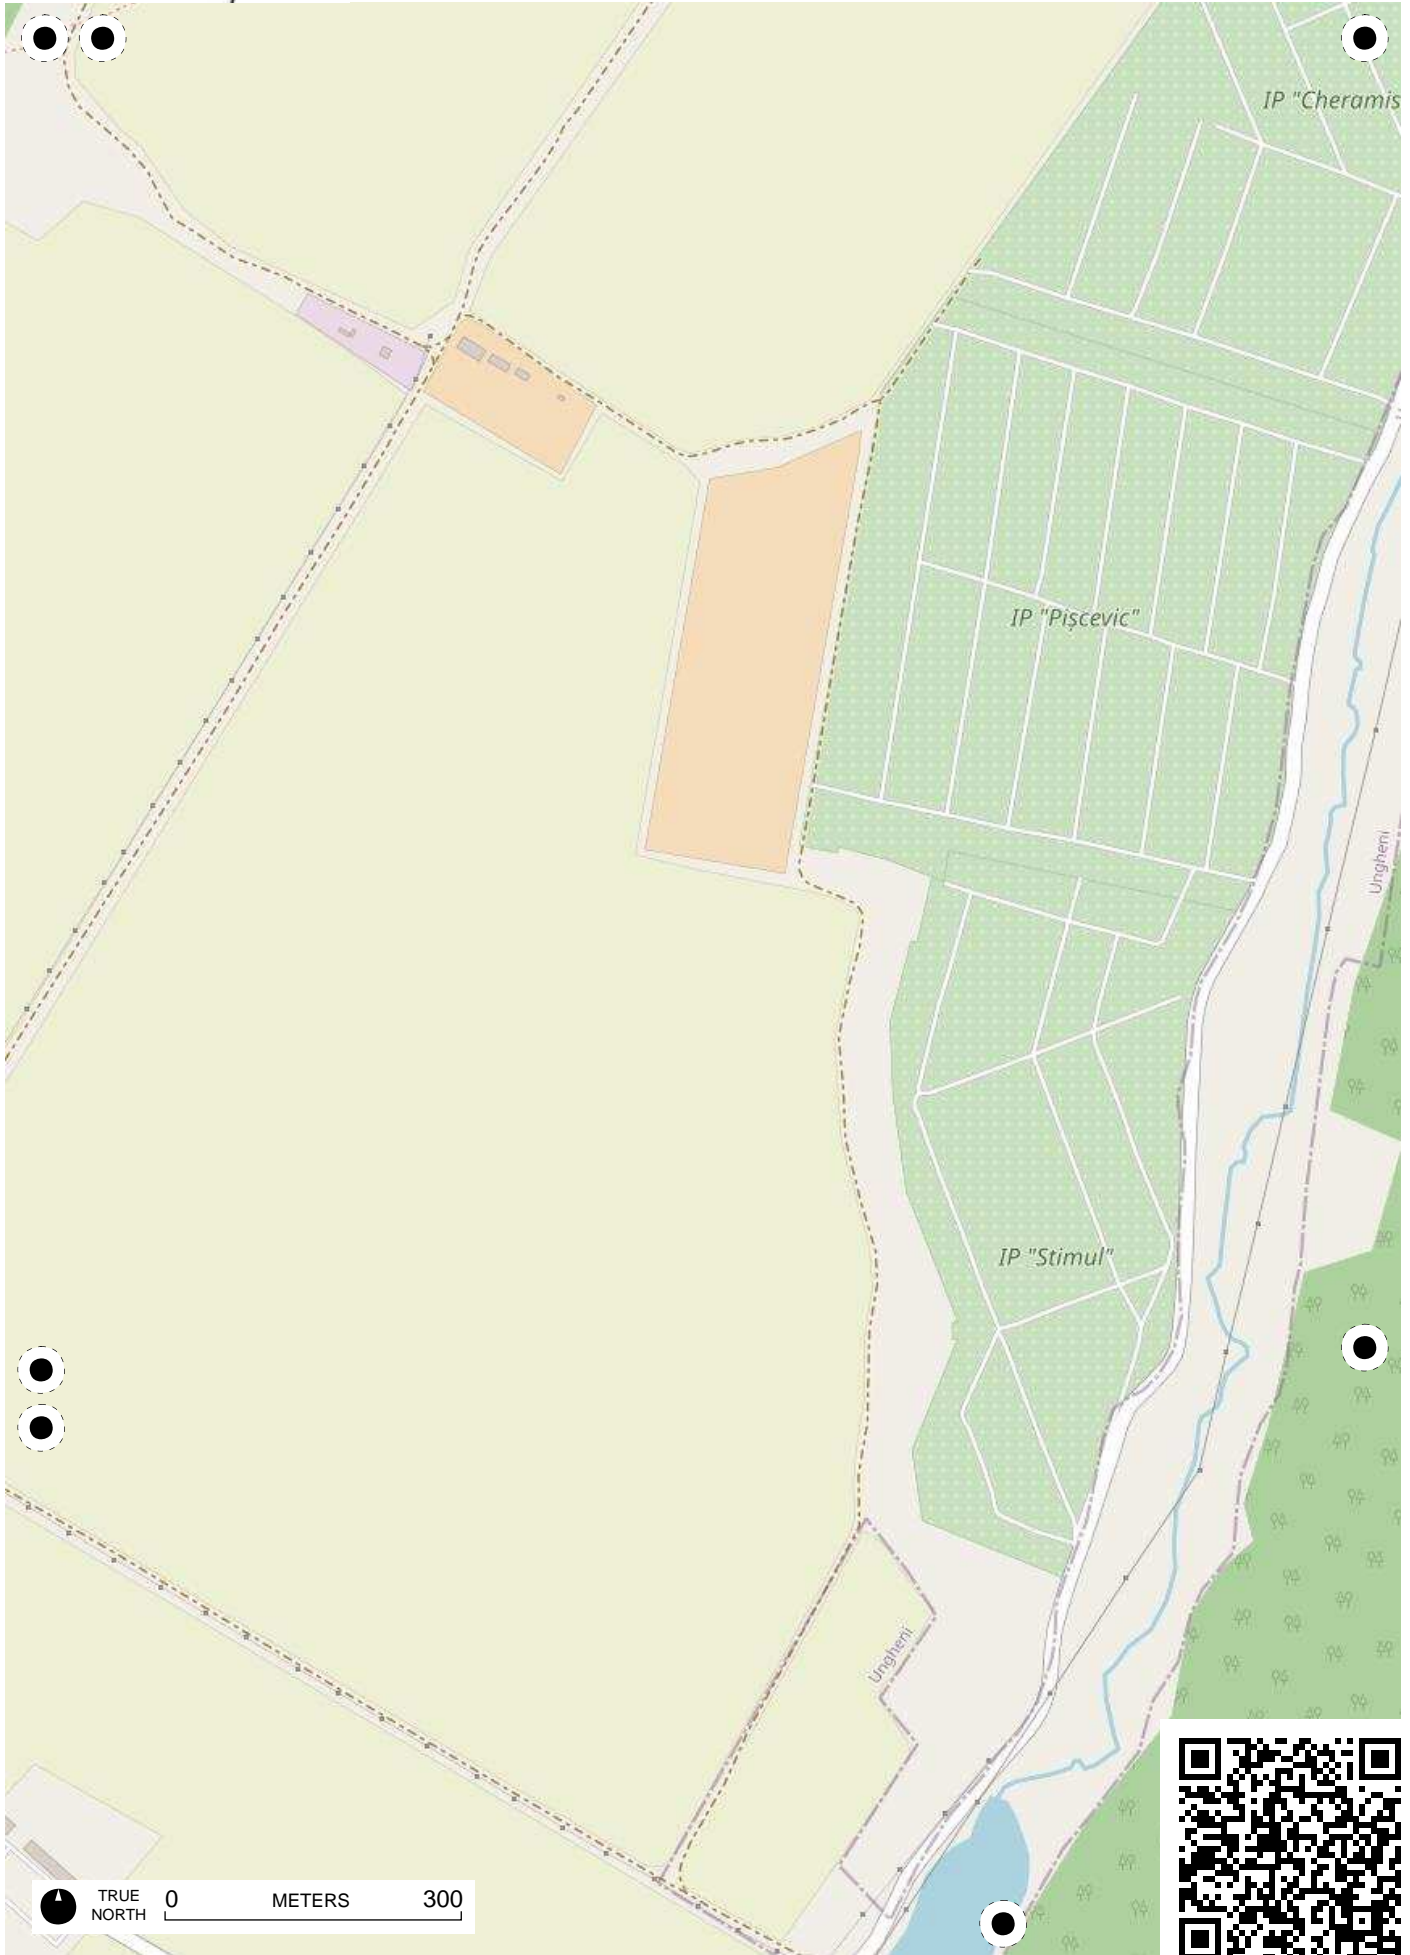 IP "Cheramis
IP "Pișcevic"
Ungheni
IP "Stimul"
Ungheni
TRUE
NORTH
0 METERS 300